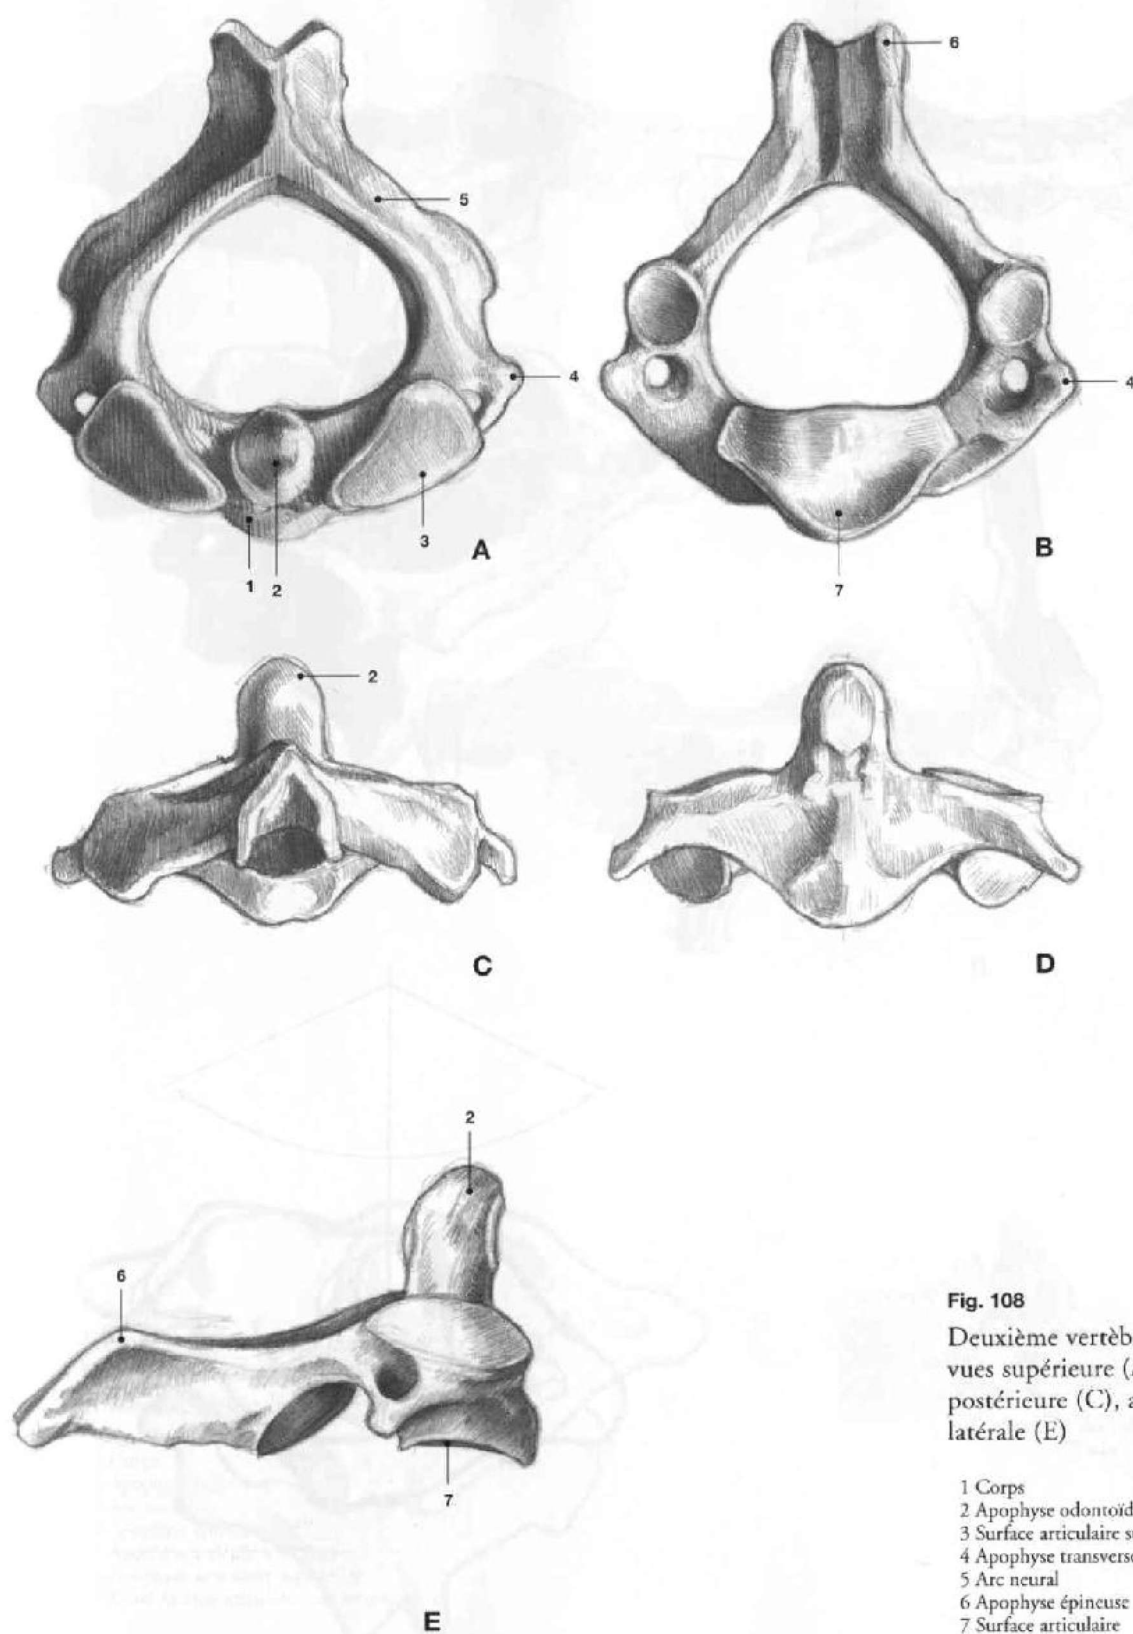 6
5
4
4
3
A
B
1
2
7
2
C
D
2
6
7
E
Fig. 108
Deuxième vertèb
vues supérieure (
postérieure (C), a
latérale (E)
1 Corps
2 Apophyse odontoïd
3 Surface articulaire s
4 Apophyse transvers
5 Arc neural
6 Apophyse épineuse
7 Surface articulaire